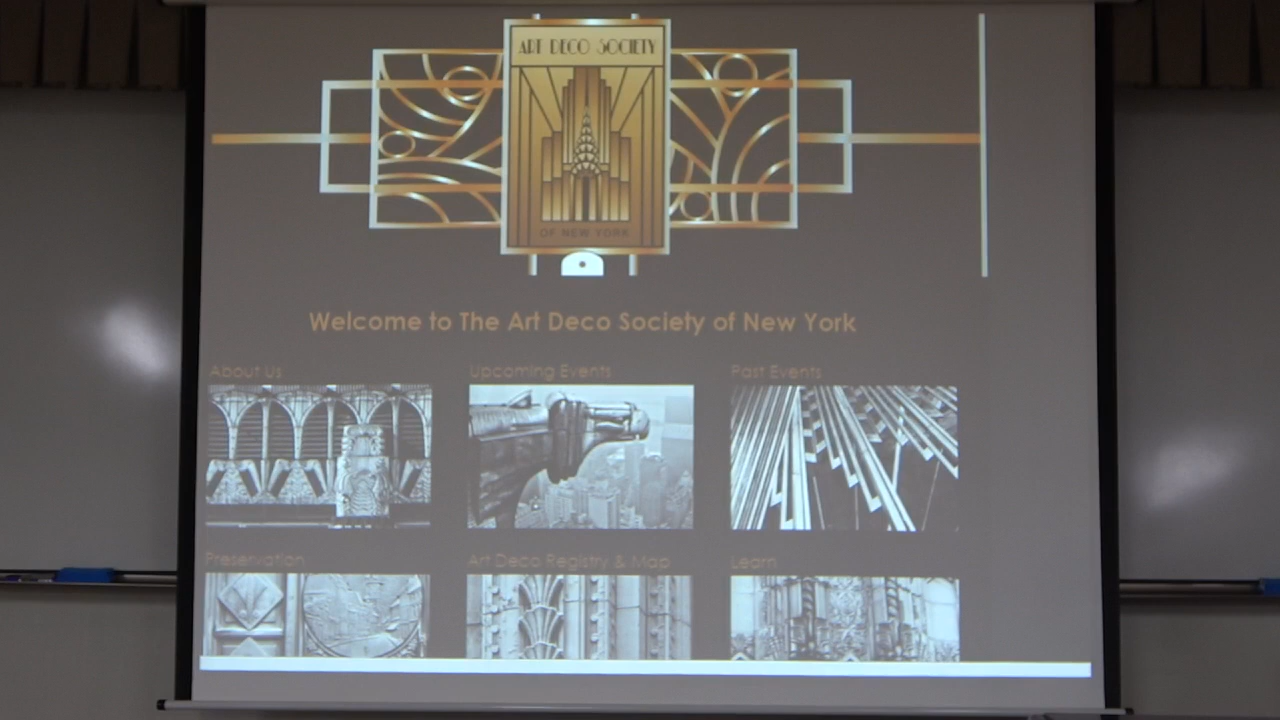 ART DECO SOCIETY
OF NEW YORK
Welcome to The Art Deco Society of New York
About Us
Upcoming Events
Past Events
Preservation
Art Deco Registry & Map
Learn